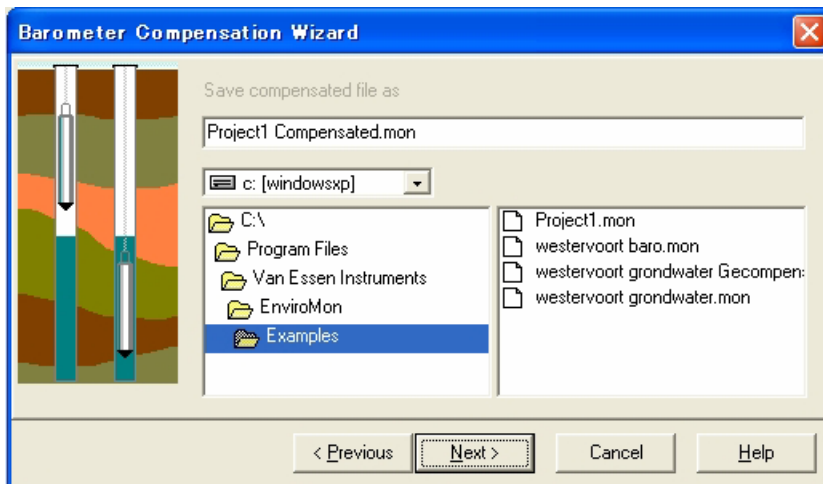 Barometer Compensation Wizard
Save compensated file as
Project1 Compensated.mon
c: [windowsxp]
C:\
Program Files
Van Essen Instruments
EnviroMon
Examples
Project1.mon
westervoort baro.mon
westervoort grondwater Gecompen
westervoort grondwater.mon
< Previous
Next >
Cancel
Help